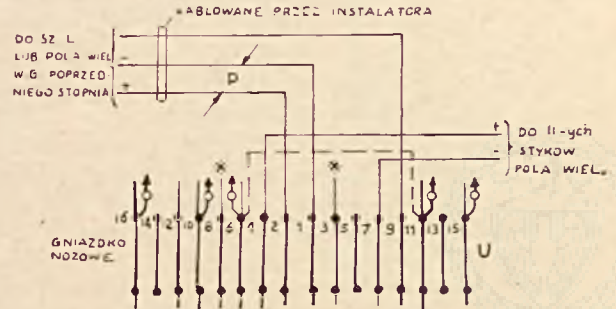 KABLOWANE PRZEZ INSTALATORA
DO SZ L
LUB POLA WIEL
W.G. POPRZED-
NIEGO STOPNIA
-
+
P
+
-
DO II-ych
STYKÓW
POLA WIEL.
16 14 12 10 8 6 4 2 1 3 5 7 9 11 13 15
GNIAZDKO
NOŻOWE
U